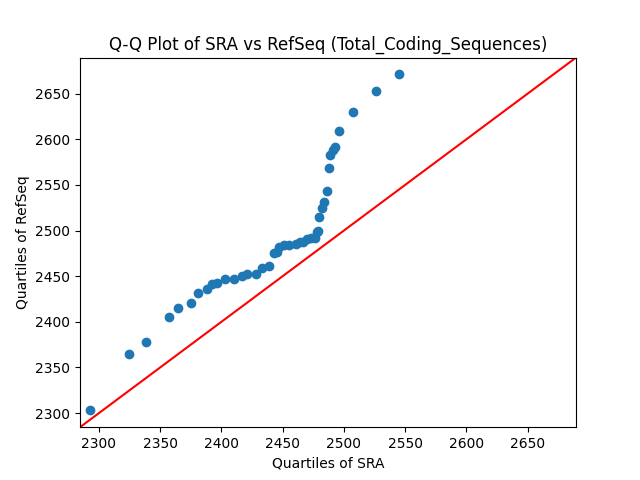 Q-Q Plot of SRA vs RefSeq (Total_Coding_Sequences)
Quartiles of RefSeq
2650
2600
2550
2500
2450
2400
2350
2300
2300 2350 2400 2450 2500 2550 2600 2650
Quartiles of SRA